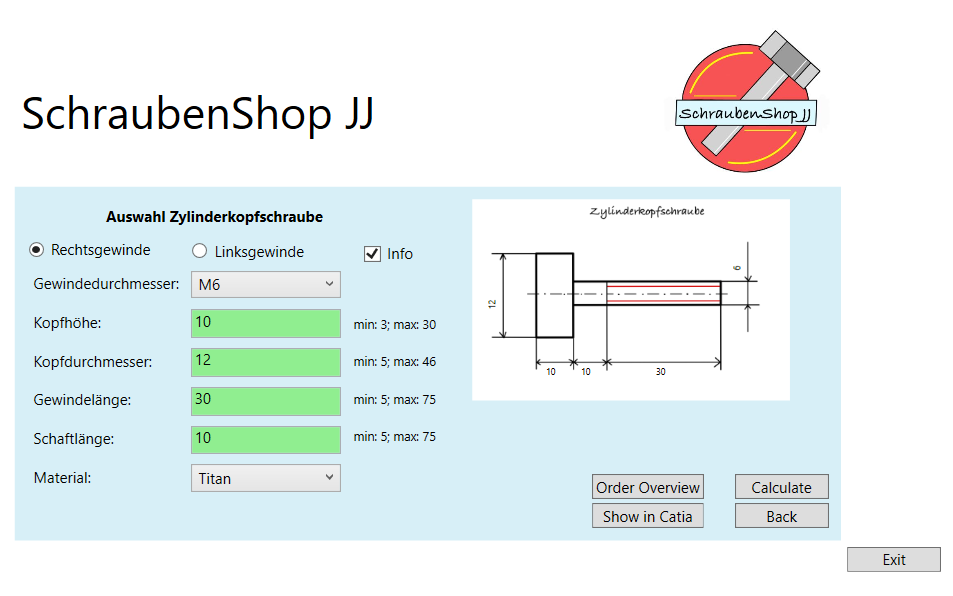 SchraubenShop JJ
SchraubenShop JJ
Auswahl Zylinderkopfschraube
Rechtsgewinde Linksgewinde Info
Gewindedurchmesser: M6
Kopfhöhe: 10 min: 3; max: 30
Kopfdurchmesser: 12 min: 5; max: 46
Gewindelänge: 30 min: 5; max: 75
Schaftlänge: 10 min: 5; max: 75
Material: Titan
Zylinderkopfschraube
6
12
10 10 30
Order Overview Calculate
Show in Catia Back
Exit